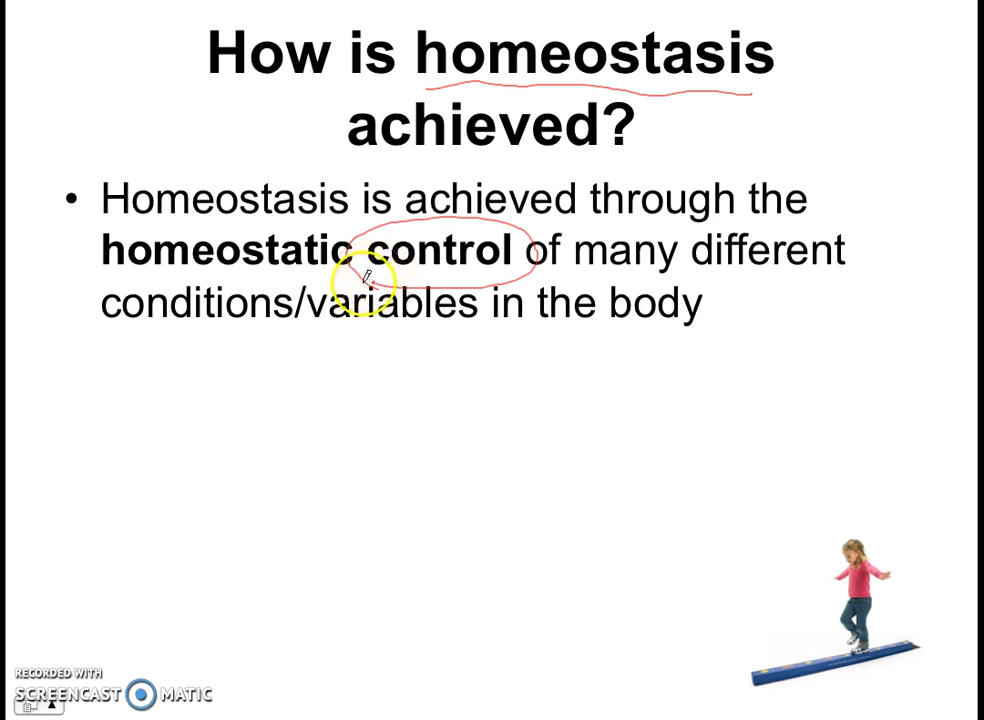 How is homeostasis
achieved?
• Homeostasis is achieved through the
homeostatic control of many different
conditions/variables in the body
RECORDED WITH
SCREENCAST MATIC